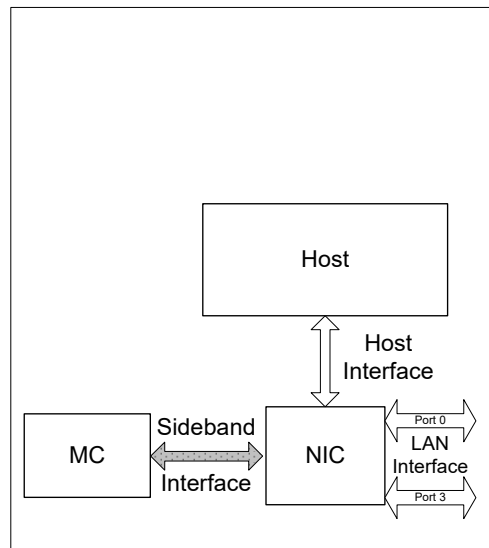 Host
Host
Interface
MC
Sideband
Interface
NIC
Port 0
LAN
Interface
Port 3